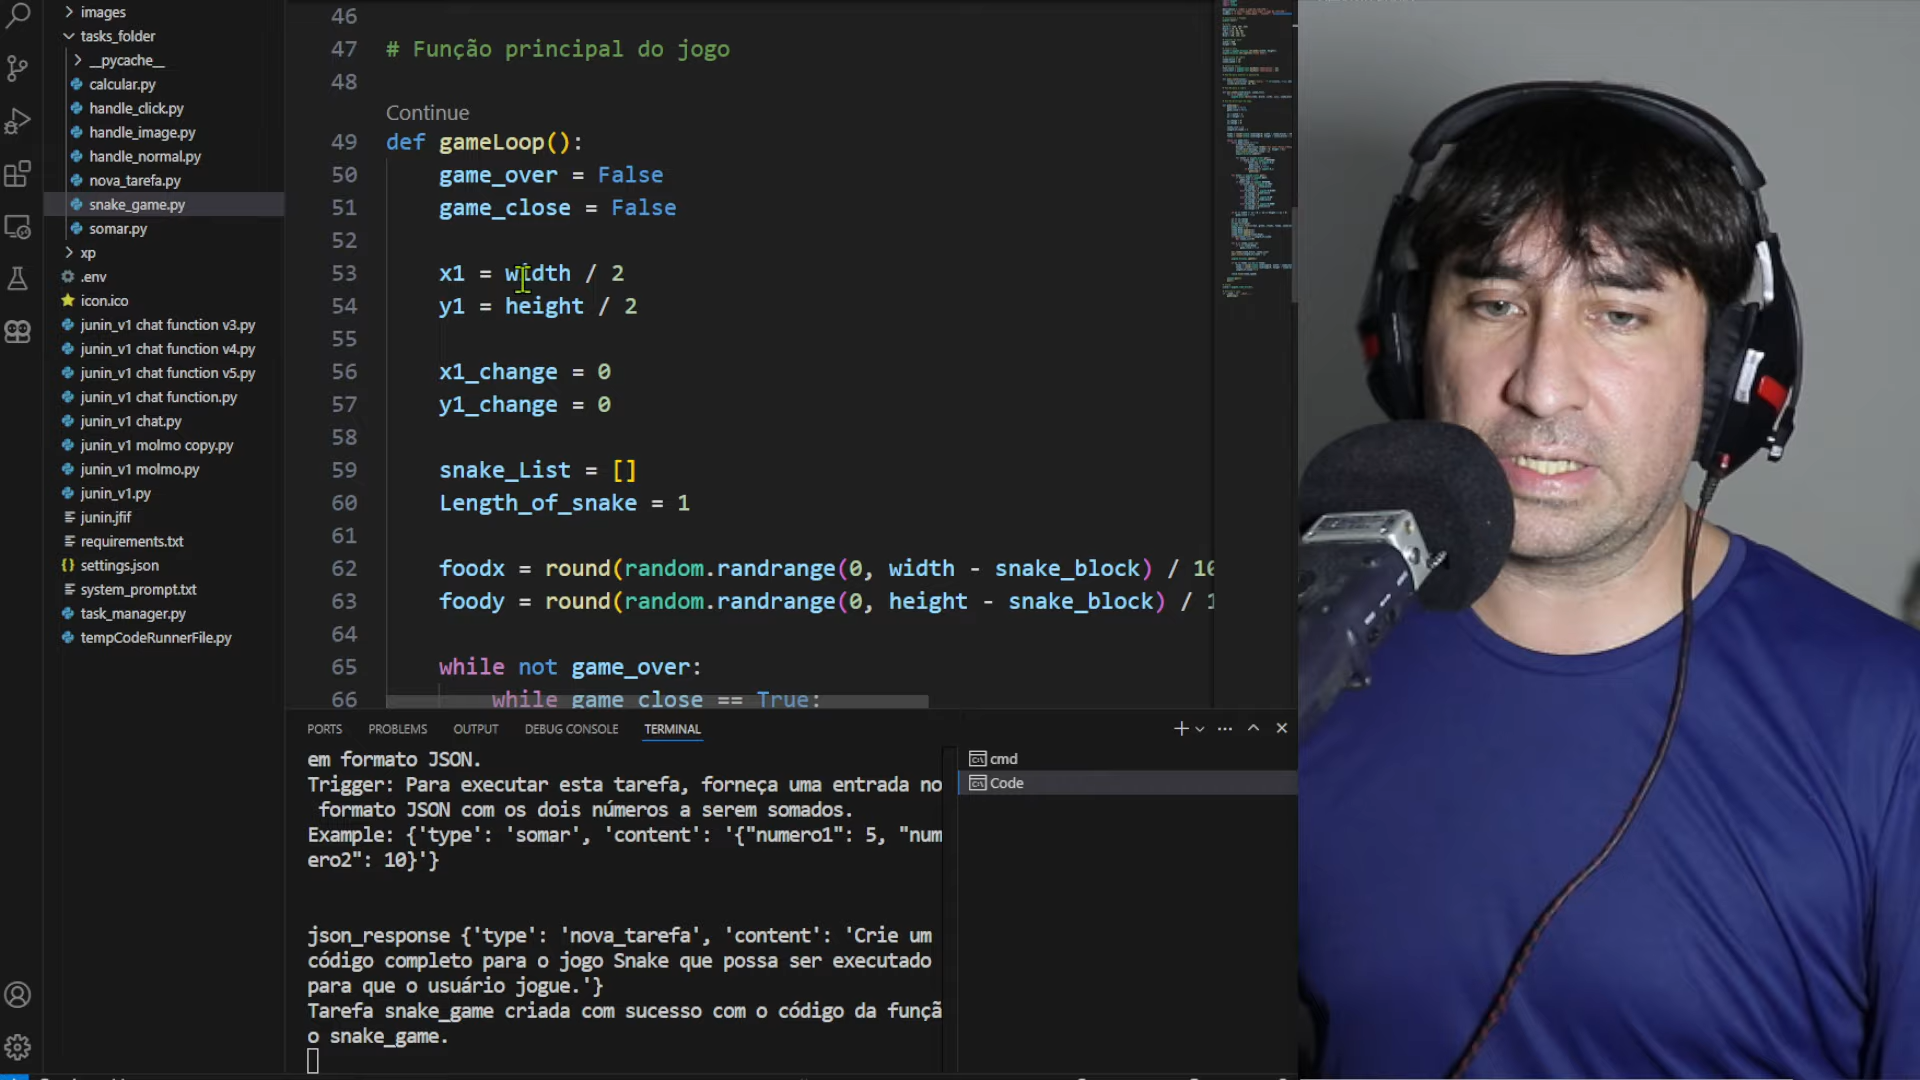 images
tasks_folder
__pycache__
calcular.py
handle_click.py
handle_image.py
handle_normal.py
nova_tarefa.py
snake_game.py
somar.py
xp
.env
icon.ico
junin_v1 chat function v3.py
junin_v1 chat function v4.py
junin_v1 chat function v5.py
junin_v1 chat function.py
junin_v1 chat.py
junin_v1 molmo copy.py
junin_v1 molmo.py
junin_v1.py
junin.jfif
requirements.txt
settings.json
system_prompt.txt
task_manager.py
tempCodeRunnerFile.py
46
47 # Função principal do jogo
48
Continue
49 def gameLoop():
50 game_over = False
51 game_close = False
52
53 x1 = width / 2
54 y1 = height / 2
55
56 x1_change = 0
57 y1_change = 0
58
59 snake_List = []
60 Length_of_snake = 1
61
62 foodx = round(random.randrange(0, width - snake_block) / 10
63 foody = round(random.randrange(0, height - snake_block) / 1
64
65 while not game_over:
66 while game_close == True:
PORTS PROBLEMS OUTPUT DEBUG CONSOLE TERMINAL
em formato JSON.
Trigger: Para executar esta tarefa, forneça uma entrada no
formato JSON com os dois números a serem somados.
Example: {'type': 'somar', 'content': '{"numero1": 5, "num
ero2": 10}'}
json_response {'type': 'nova_tarefa', 'content': 'Crie um
código completo para o jogo Snake que possa ser executado
para que o usuário jogue.'}
Tarefa snake_game criada com sucesso com o código da funçã
o snake_game.
cmd
Code